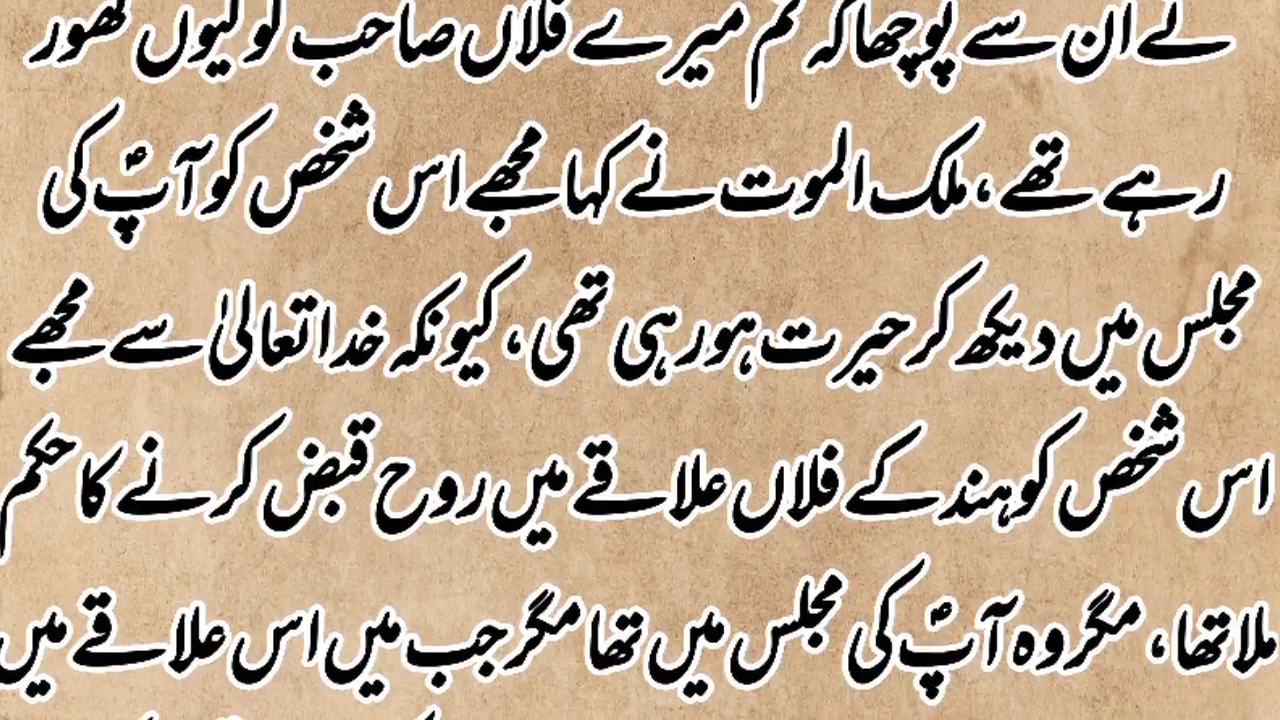 نے ان سے پوچھا کہ تم میرے فلاں صاحب کو کیوں گھور
رہے تھے، ملک الموت نے کہا مجھے اس شخص کو آپؑ کی
مجلس میں دیکھ کر حیرت ہو رہی تھی، کیونکہ خدا تعالیٰ سے مجھے
اس شخص کو ہند کے فلاں علاقے میں روح قبض کرنے کا حکم
ملا تھا، مگر وہ آپؑ کی مجلس میں تھا مگر جب میں اس علاقے میں